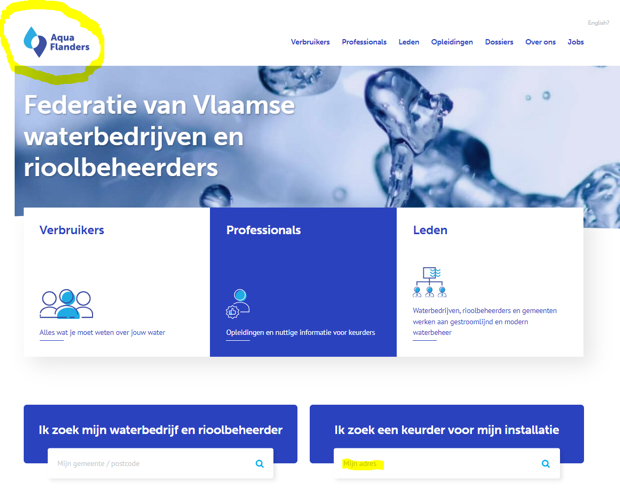 English?
Aqua
Flanders
Verbruikers Professionals Leden Opleidingen Dossiers Over ons Jobs
Federatie van Vlaamse
waterbedrijven en
rioolbeheerders
Verbruikers
Alles wat je moet weten over jouw water
Professionals
Opleidingen en nuttige informatie voor keurders
Leden
Waterbedrijven, rioolbeheerders en gemeenten
werken aan gestroomlijnd en modern
waterbeheer
Ik zoek mijn waterbedrijf en rioolbeheerder
Mijn gemeente / postcode
Ik zoek een keurder voor mijn installatie
Mijn adres